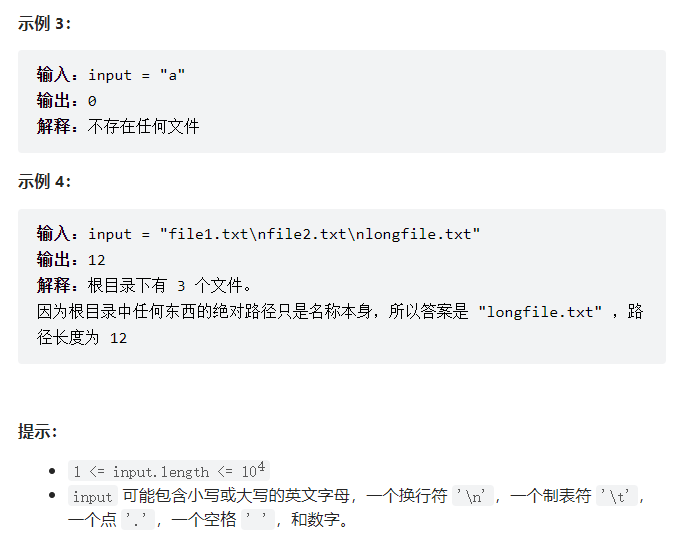 示例 3：
输入：input = "a"
输出：0
解释：不存在任何文件
示例 4：
输入：input = "file1.txt\nfile2.txt\nlongfile.txt"
输出：12
解释：根目录下有 3 个文件。
因为根目录中任何东西的绝对路径只是名称本身，所以答案是 "longfile.txt" ，路
径长度为 12
提示：
1 <= input.length <= 10⁴
input 可能包含小写或大写的英文字母，一个换行符 '\n'，一个制表符 '\t'，
一个点 '.'，一个空格 ' '，和数字。